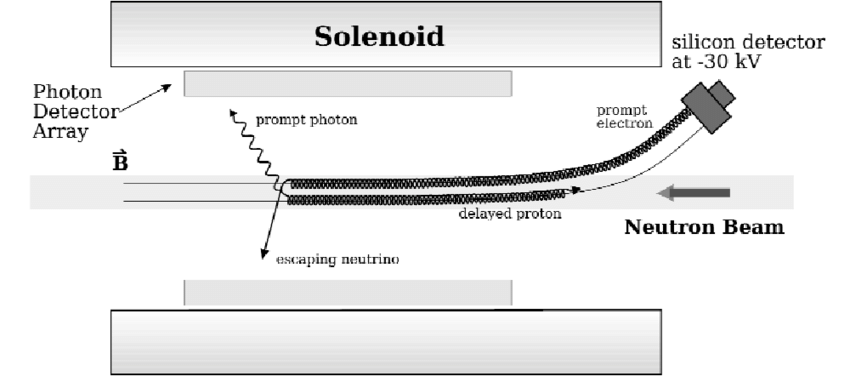 Solenoid
silicon detector
at -30 kV
Photon
Detector
Array
prompt photon
prompt
electron
B
delayed proton
Neutron Beam
escaping neutrino